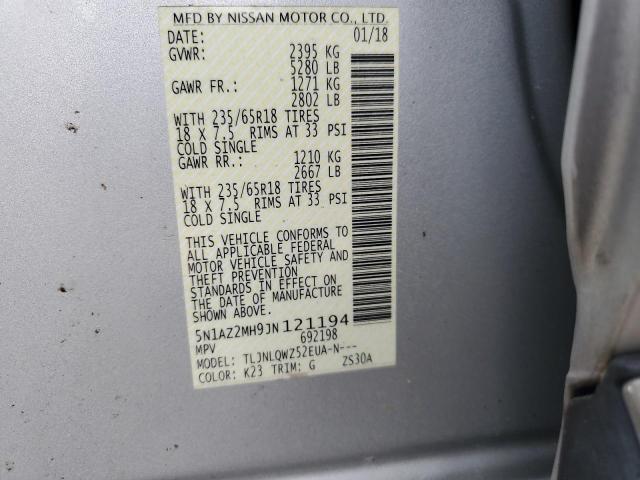 MFD BY NISSAN MOTOR CO., LTD.
DATE: 01/18
GVWR: 2395 KG
5280 LB
GAWR FR.: 1271 KG
2802 LB
WITH 235/65R18 TIRES
18 X 7.5 RIMS AT 33 PSI
COLD SINGLE
GAWR RR.: 1210 KG
2667 LB
WITH 235/65R18 TIRES
18 X 7.5 RIMS AT 33 PSI
COLD SINGLE
THIS VEHICLE CONFORMS TO
ALL APPLICABLE FEDERAL
MOTOR VEHICLE SAFETY AND
THEFT PREVENTION
STANDARDS IN EFFECT ON
THE DATE OF MANUFACTURE
SHOWN ABOVE.
5N1AZ2MH9JN121194
MPV 692198
MODEL: TLJNLQWZ52EUA-N---
COLOR: K23 TRIM: G ZS30A